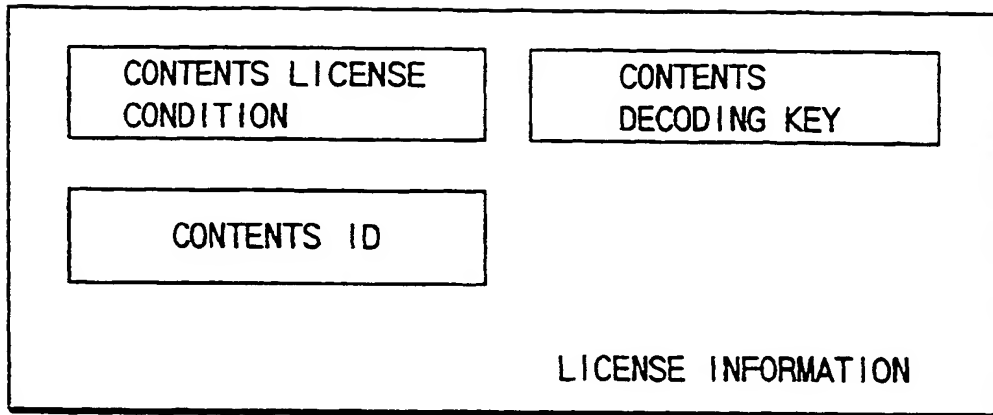 CONTENTS LICENSE
CONDITION
CONTENTS
DECODING KEY
CONTENTS ID
LICENSE INFORMATION